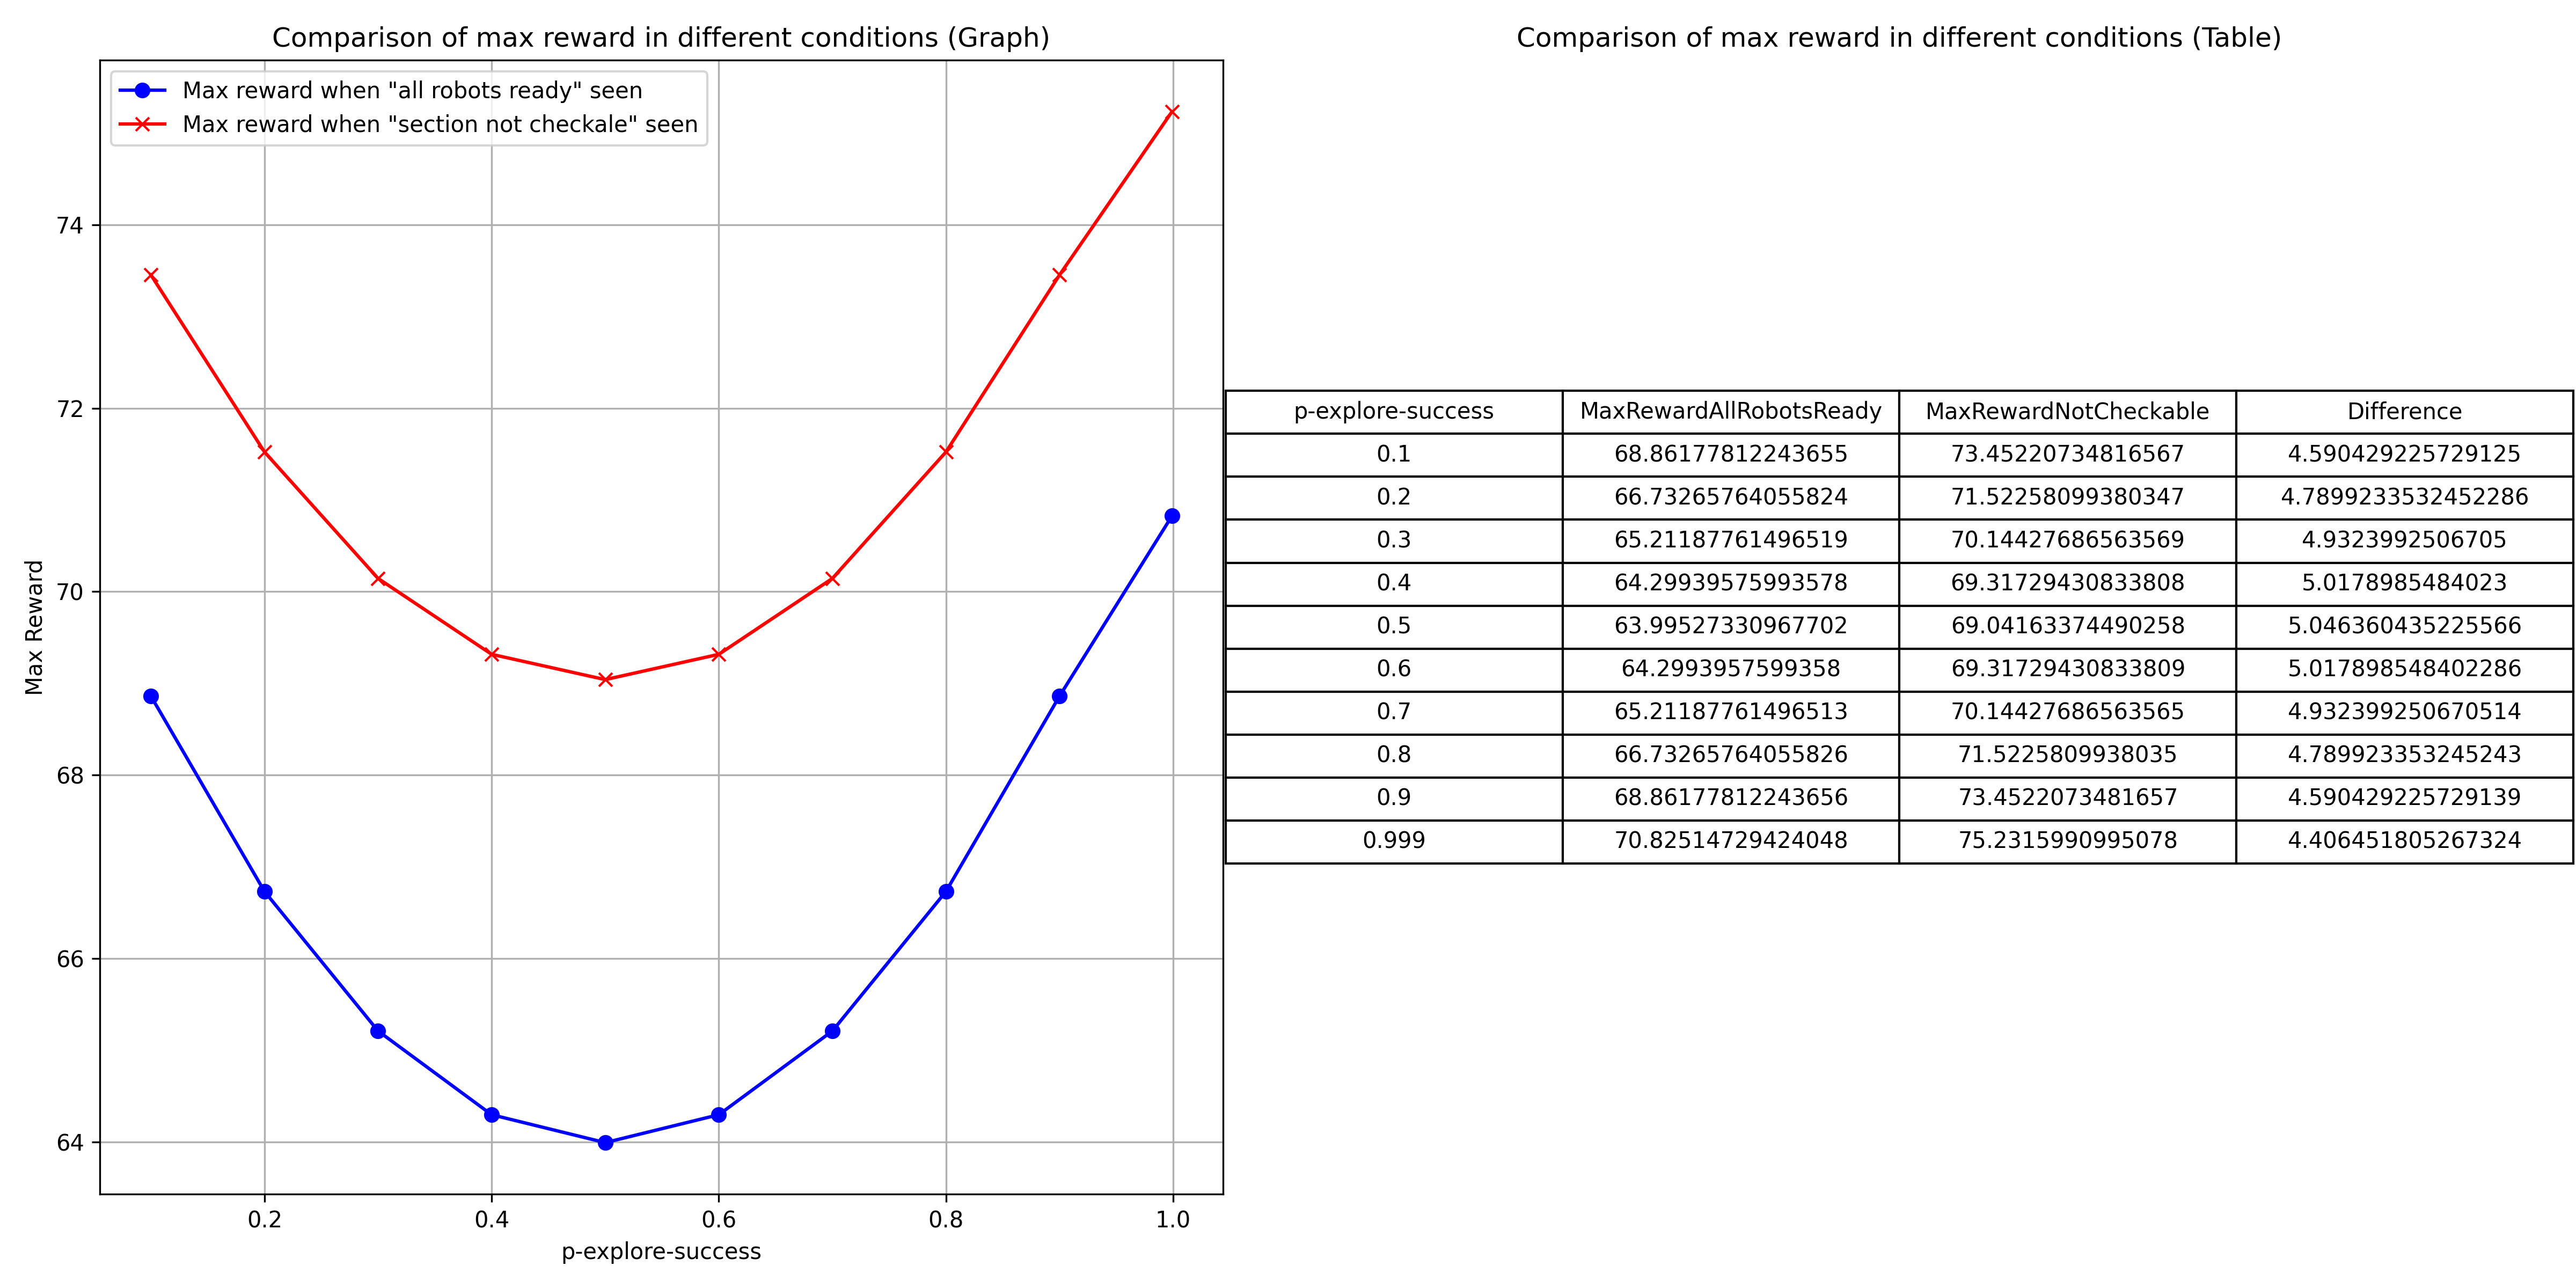 Comparison of max reward in different conditions (Graph)
Max reward when "all robots ready" seen
Max reward when "section not checkale" seen
Max Reward
74
72
70
68
66
64
0.2 0.4 0.6 0.8 1.0
p-explore-success
Comparison of max reward in different conditions (Table)
p-explore-success MaxRewardAllRobotsReady MaxRewardNotCheckable Difference
0.1 68.86177812243655 73.45220734816567 4.590429225729125
0.2 66.73265764055824 71.52258099380347 4.7899233532452286
0.3 65.21187761496519 70.14427686563569 4.9323992506705
0.4 64.29939575993578 69.31729430833808 5.0178985484023
0.5 63.99527330967702 69.04163374490258 5.046360435225566
0.6 64.2993957599358 69.31729430833809 5.017898548402286
0.7 65.21187761496513 70.14427686563565 4.932399250670514
0.8 66.73265764055826 71.5225809938035 4.789923353245243
0.9 68.86177812243656 73.4522073481657 4.590429225729139
0.999 70.82514729424048 75.2315990995078 4.406451805267324